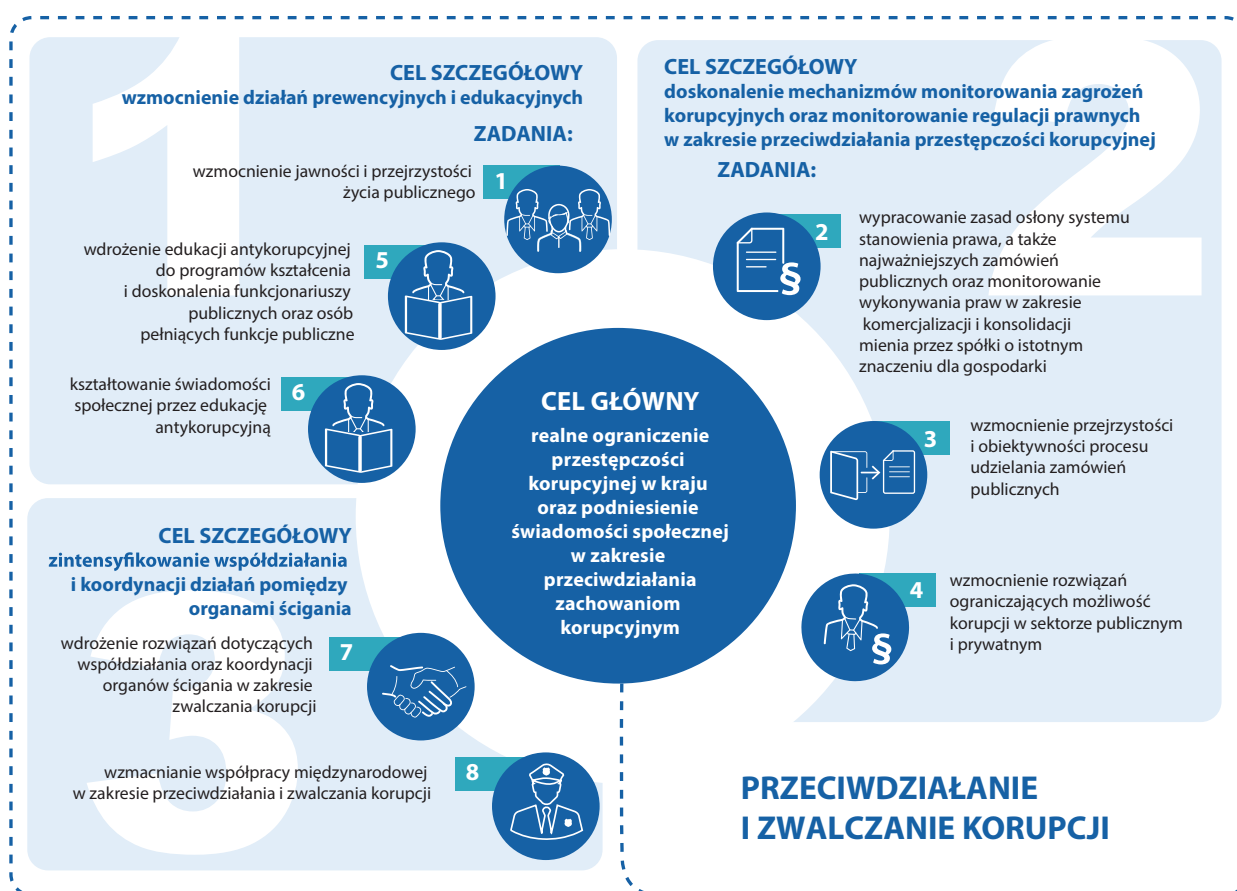 1
CEL SZCZEGÓŁOWY
wzmocnienie działań prewencyjnych i edukacyjnych
ZADANIA:
wzmocnienie jawności i przejrzystości
życia publicznego
1
wdrożenie edukacji antykorupcyjnej
do programów kształcenia
i doskonalenia funkcjonariuszy
publicznych oraz osób
pełniących funkcje publiczne
5
kształtowanie świadomości
społecznej przez edukację
antykorupcyjną
6
2
CEL SZCZEGÓŁOWY
doskonalenie mechanizmów monitorowania zagrożeń
korupcyjnych oraz monitorowanie regulacji prawnych
w zakresie przeciwdziałania przestępczości korupcyjnej
ZADANIA:
2
§
wypracowanie zasad osłony systemu
stanowienia prawa, a także
najważniejszych zamówień
publicznych oraz monitorowanie
wykonywania praw w zakresie
komercjalizacji i konsolidacji
mienia przez spółki o istotnym
znaczeniu dla gospodarki
3
wzmocnienie przejrzystości
i obiektywności procesu
udzielania zamówień
publicznych
4
§
wzmocnienie rozwiązań
ograniczających możliwość
korupcji w sektorze publicznym
i prywatnym
CEL GŁÓWNY
realne ograniczenie
przestępczości
korupcyjnej w kraju
oraz podniesienie
świadomości społecznej
w zakresie
przeciwdziałania
zachowaniom
korupcyjnym
3
CEL SZCZEGÓŁOWY
zintensyfikowanie współdziałania
i koordynacji działań pomiędzy
organami ścigania
wdrożenie rozwiązań dotyczących
współdziałania oraz koordynacji
organów ścigania w zakresie
zwalczania korupcji
7
wzmacnianie współpracy międzynarodowej
w zakresie przeciwdziałania i zwalczania korupcji
8
PRZECIWDZIAŁANIE
I ZWALCZANIE KORUPCJI